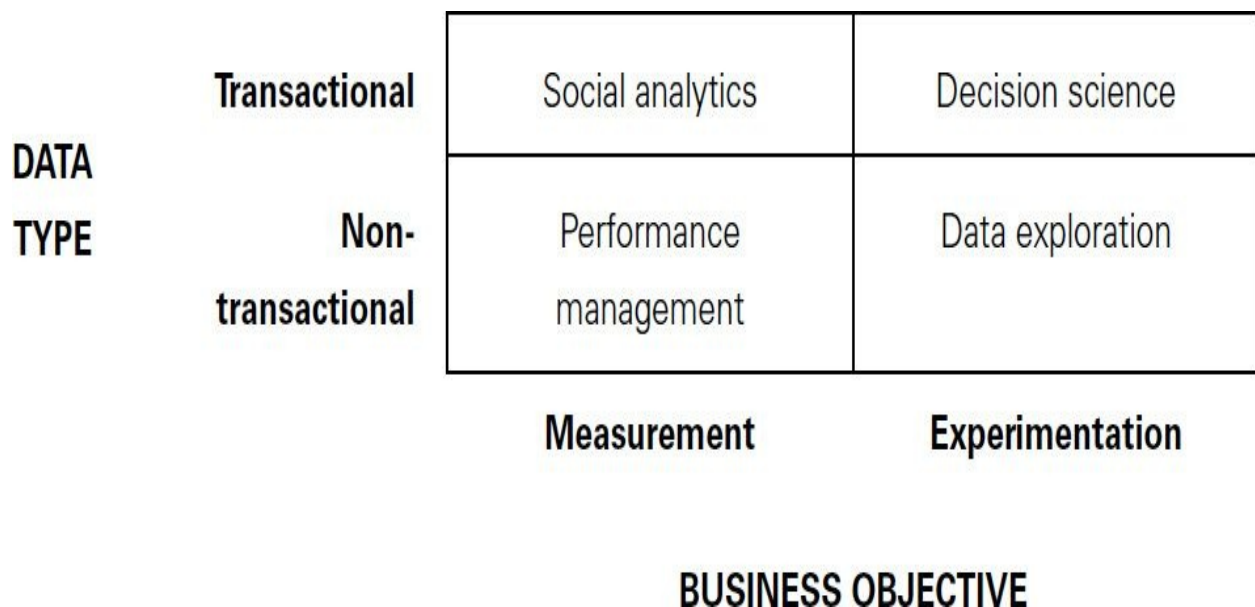 Transactional Social analytics Decision science
DATA
TYPE
Non- Performance Data exploration
transactional management
Measurement Experimentation
BUSINESS OBJECTIVE